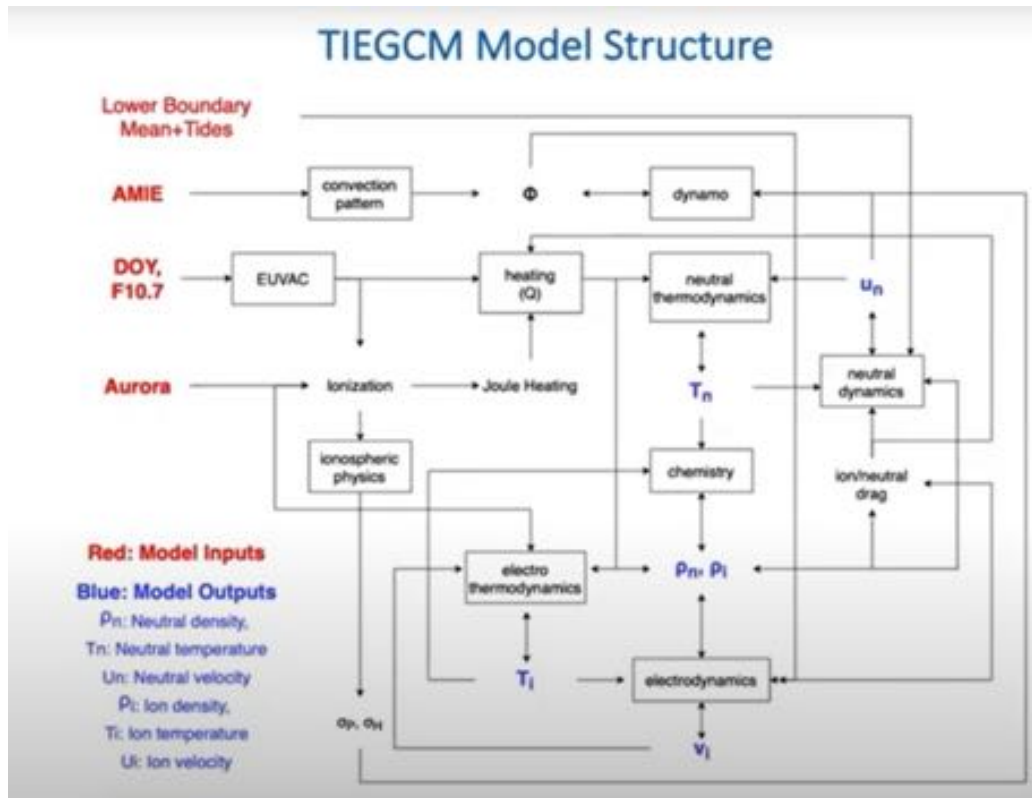 TIEGCM Model Structure
Lower Boundary
Mean+Tides
AMIE
convection
pattern
Φ
dynamo
DOY,
F10.7
EUVAC
heating
(Q)
neutral
thermodynamics
uₙ
Aurora
Ionization
Joule Heating
Tₙ
neutral
dynamics
ionospheric
physics
chemistry
ion/neutral
drag
Red: Model Inputs
Blue: Model Outputs
ρn: Neutral density,
Tn: Neutral temperature
Un: Neutral velocity
ρi: Ion density,
Ti: Ion temperature
Ui: Ion velocity
electro
thermodynamics
ρₙ, ρᵢ
Tᵢ
electrodynamics
σP, σH
vᵢ